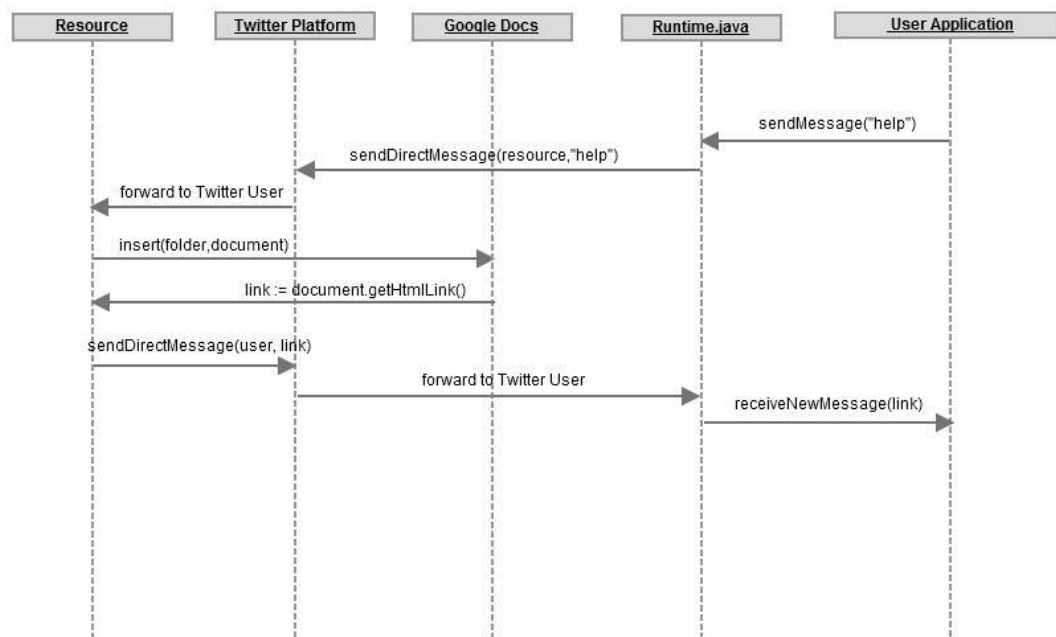 Resource
Twitter Platform
Google Docs
Runtime.java
User Application
sendMessage("help")
sendDirectMessage(resource,"help")
forward to Twitter User
insert(folder,document)
link := document.getHtmlLink()
sendDirectMessage(user, link)
forward to Twitter User
receiveNewMessage(link)